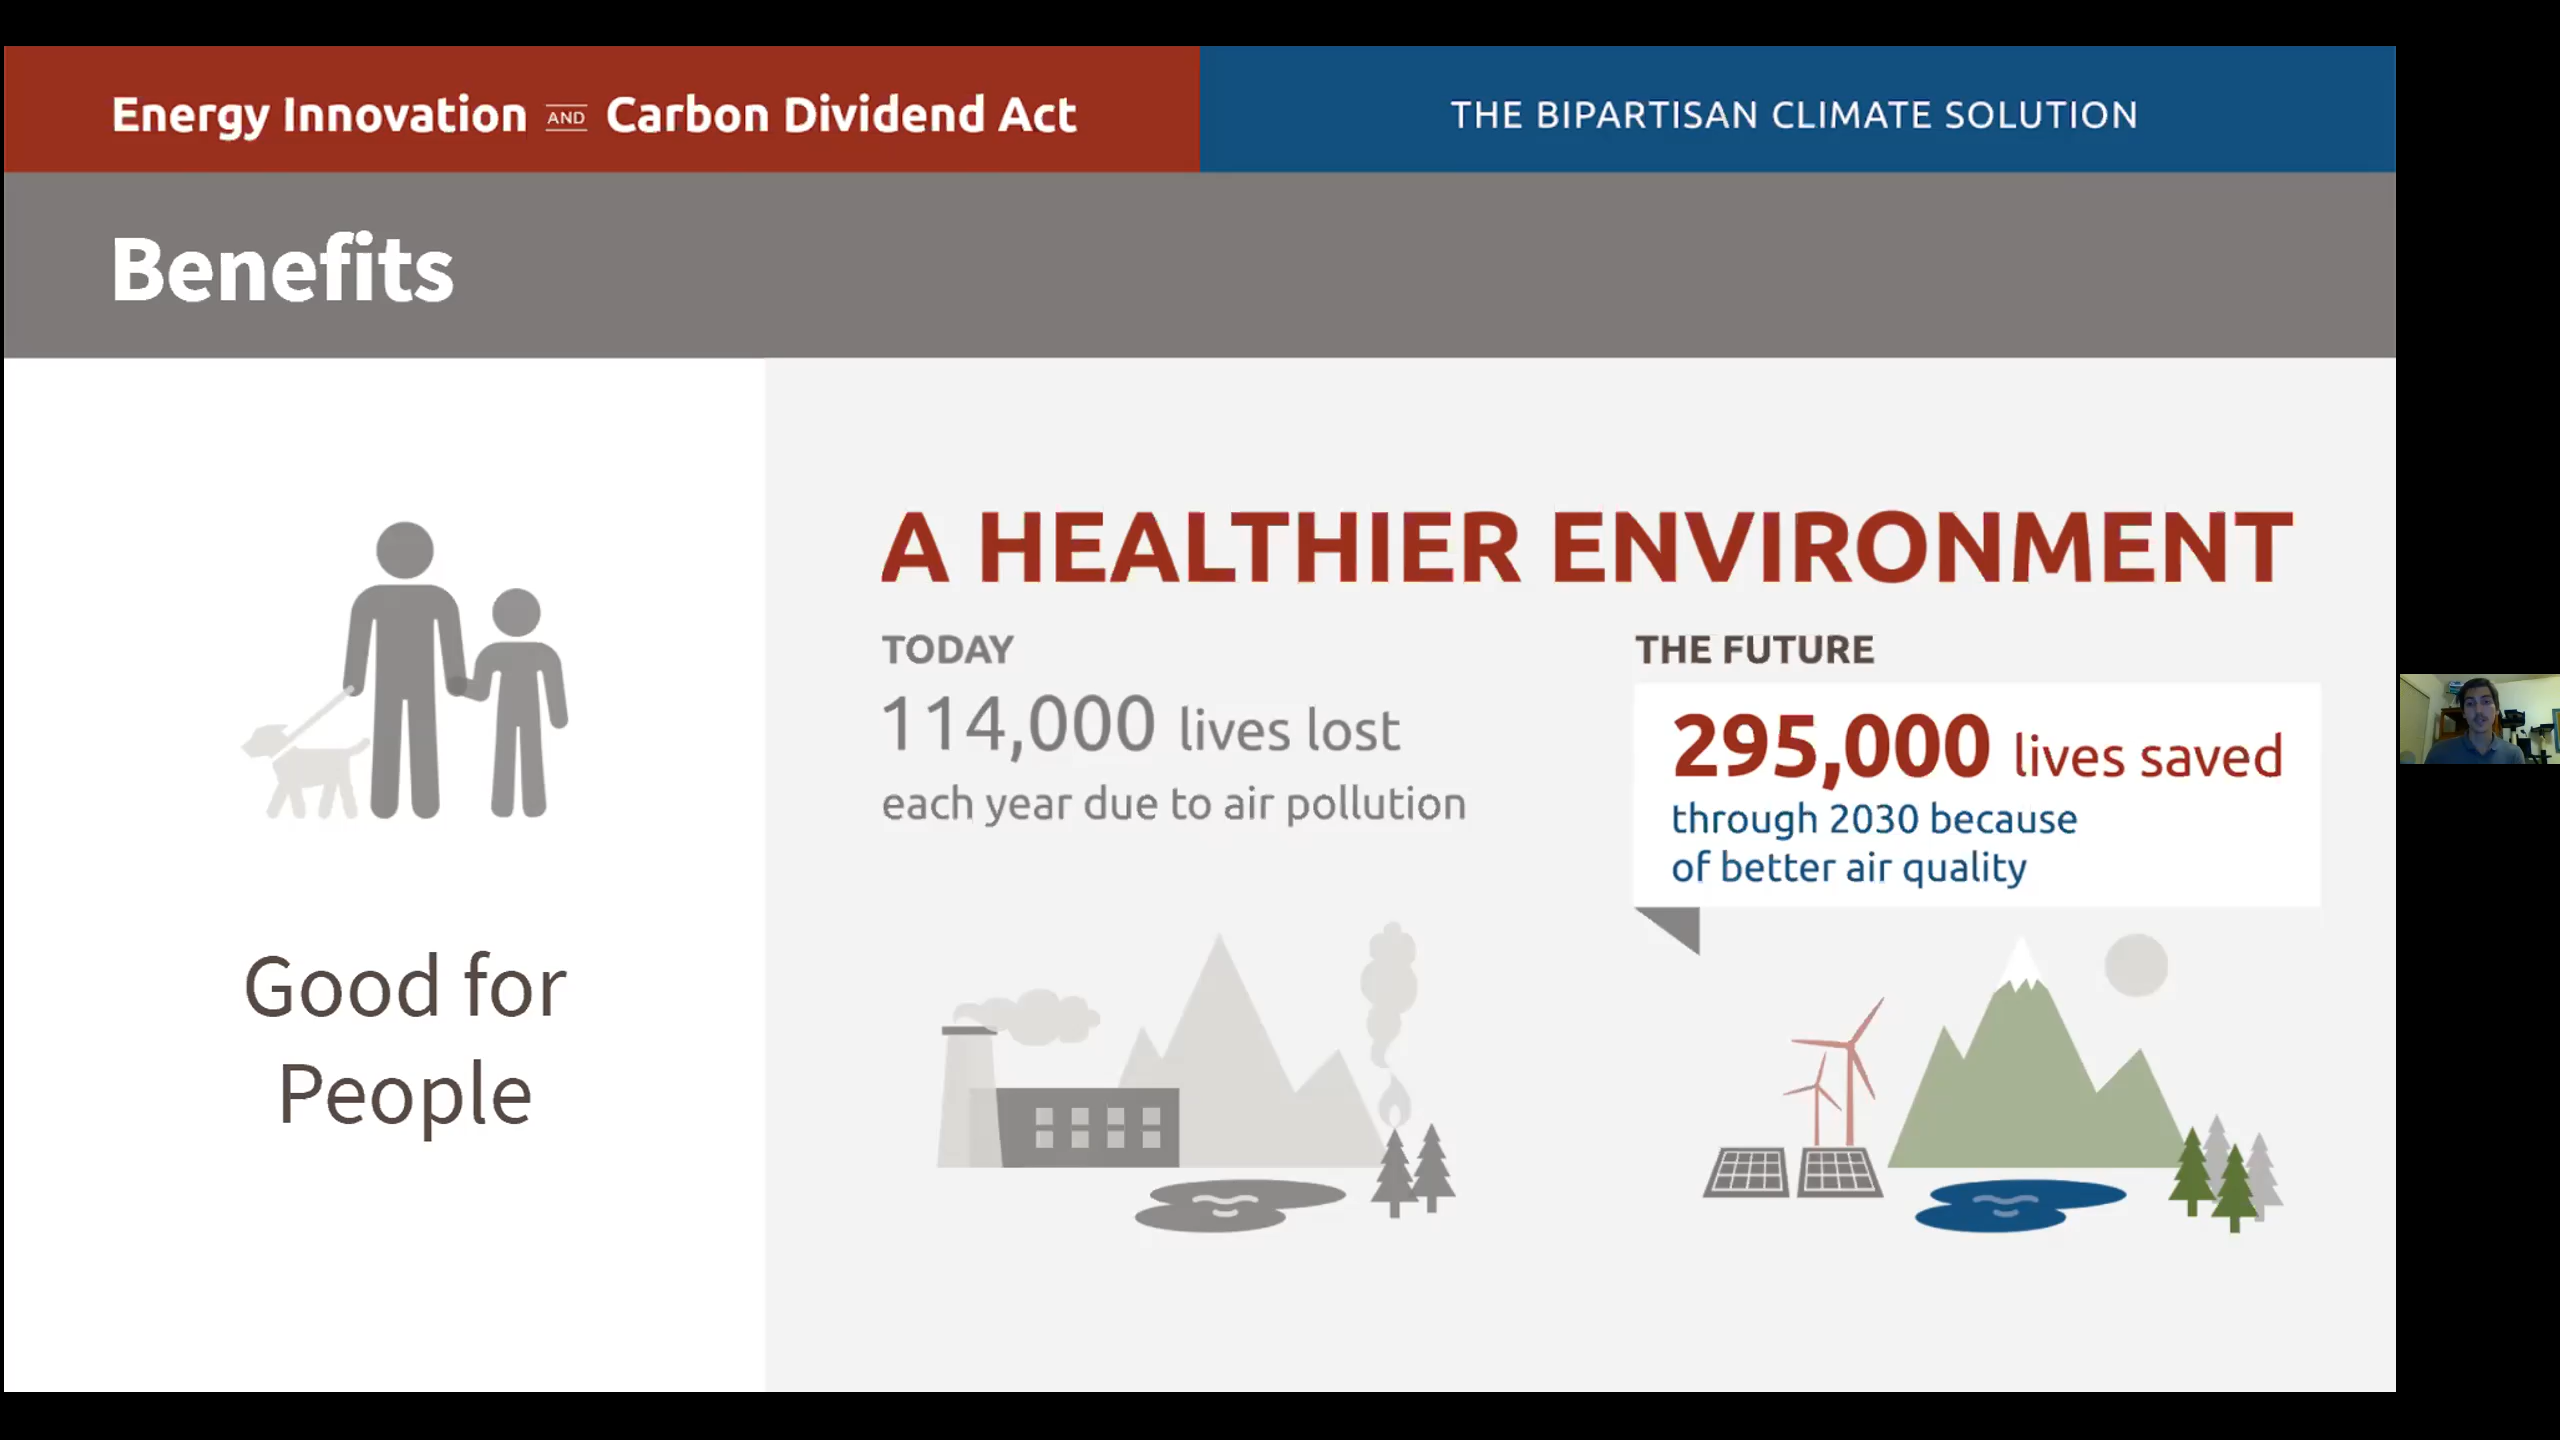 Energy Innovation AND Carbon Dividend Act
THE BIPARTISAN CLIMATE SOLUTION
Benefits
Good for
People
A HEALTHIER ENVIRONMENT
TODAY
114,000 lives lost
each year due to air pollution
THE FUTURE
295,000 lives saved
through 2030 because
of better air quality